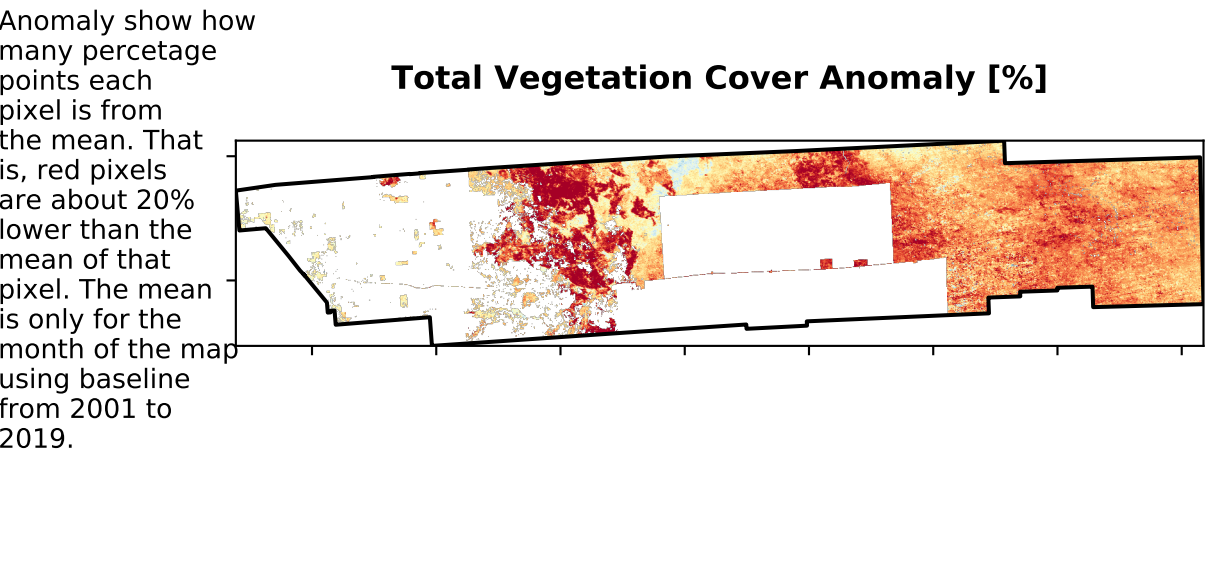 Anomaly show how
many percetage
points each
pixel is from
the mean. That
is, red pixels
are about 20%
lower than the
mean of that
pixel. The mean
is only for the
month of the map
using baseline
from 2001 to
2019.
Total Vegetation Cover Anomaly [%]